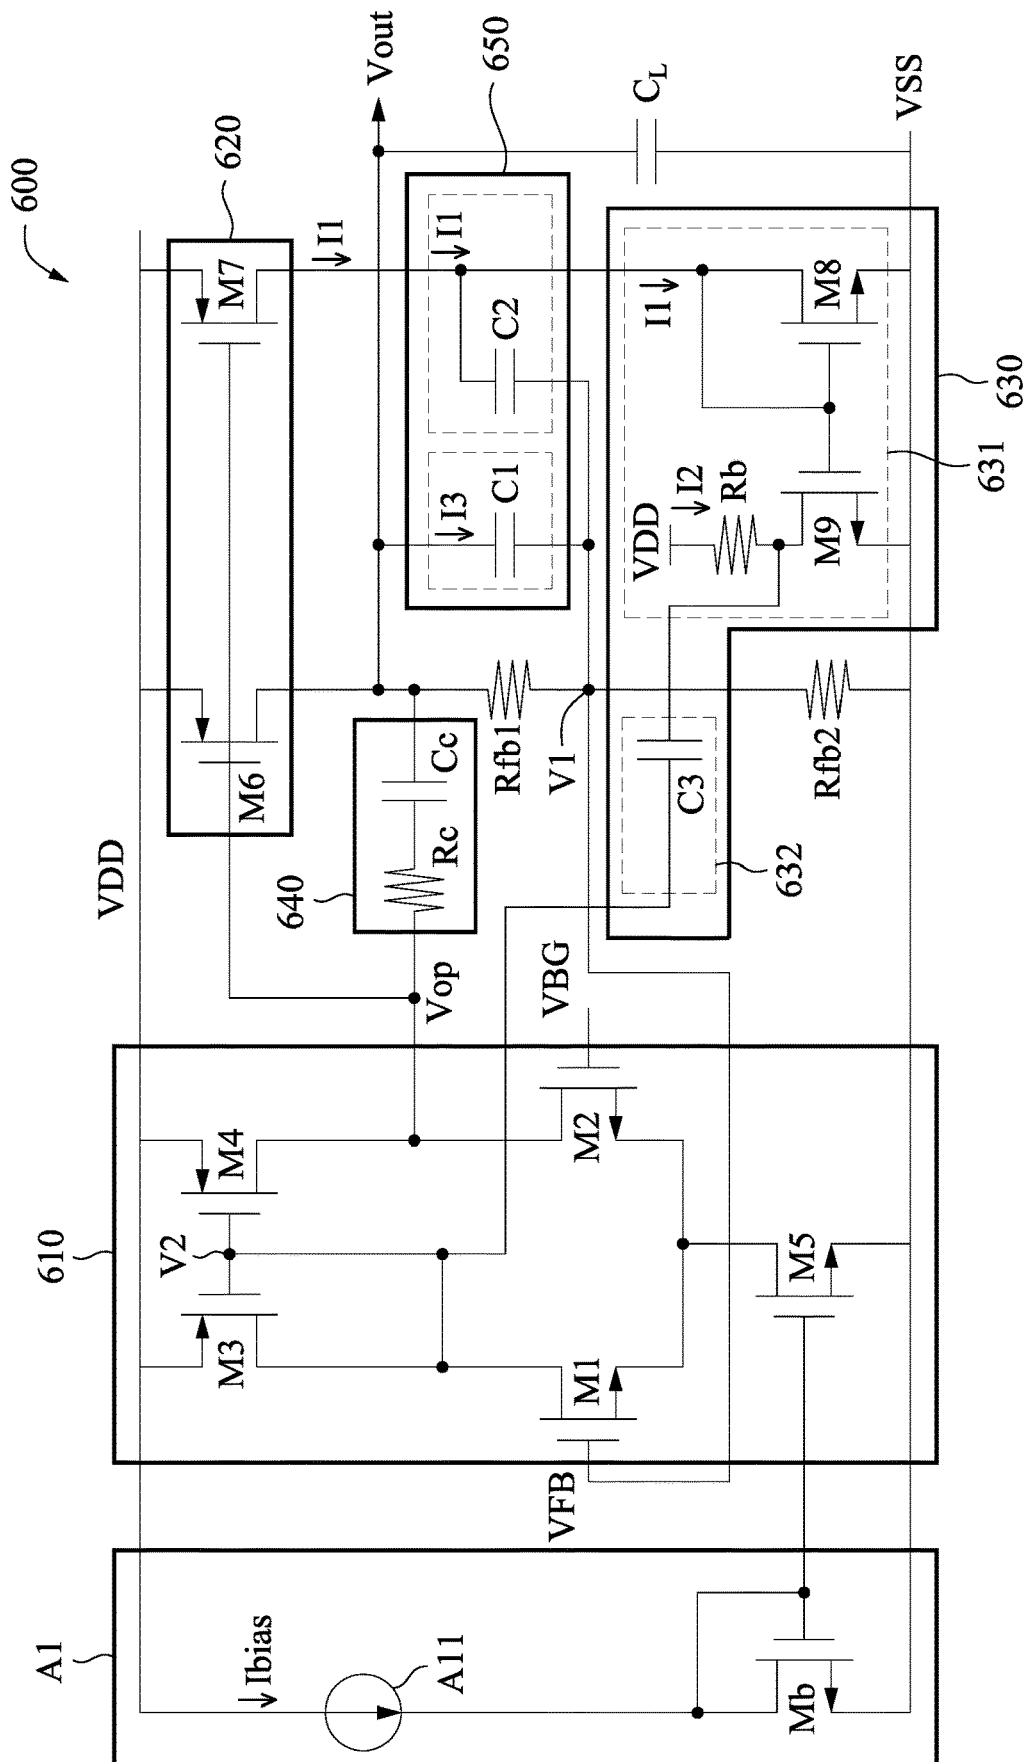 600
A1
610
620
650
VDD
Vout
Ibias
A11
Mb
M3
V2
M4
M6
M7
I1
640
Rc
Cc
Vop
VFB
M1
M2
VBG
M5
Rfb1
V1
I3
C1
C2
I1
CL
C3
632
Rfb2
VDD
I2
Rb
I1
M9
M8
631
630
VSS